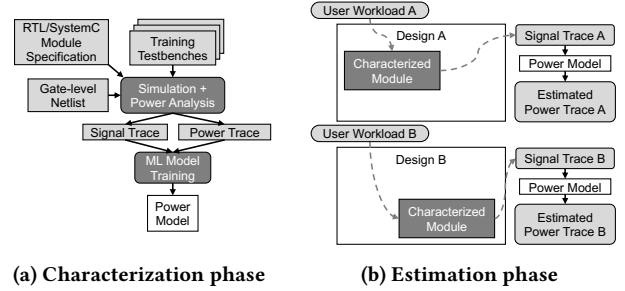 RTL/SystemC
Module
Specification
Training
Testbenches
Gate-level
Netlist
Simulation +
Power Analysis
Signal Trace
Power Trace
ML Model
Training
Power
Model
(a) Characterization phase
User Workload A
Design A
Characterized
Module
Signal Trace A
Power Model
Estimated
Power Trace A
User Workload B
Design B
Characterized
Module
Signal Trace B
Power Model
Estimated
Power Trace B
(b) Estimation phase